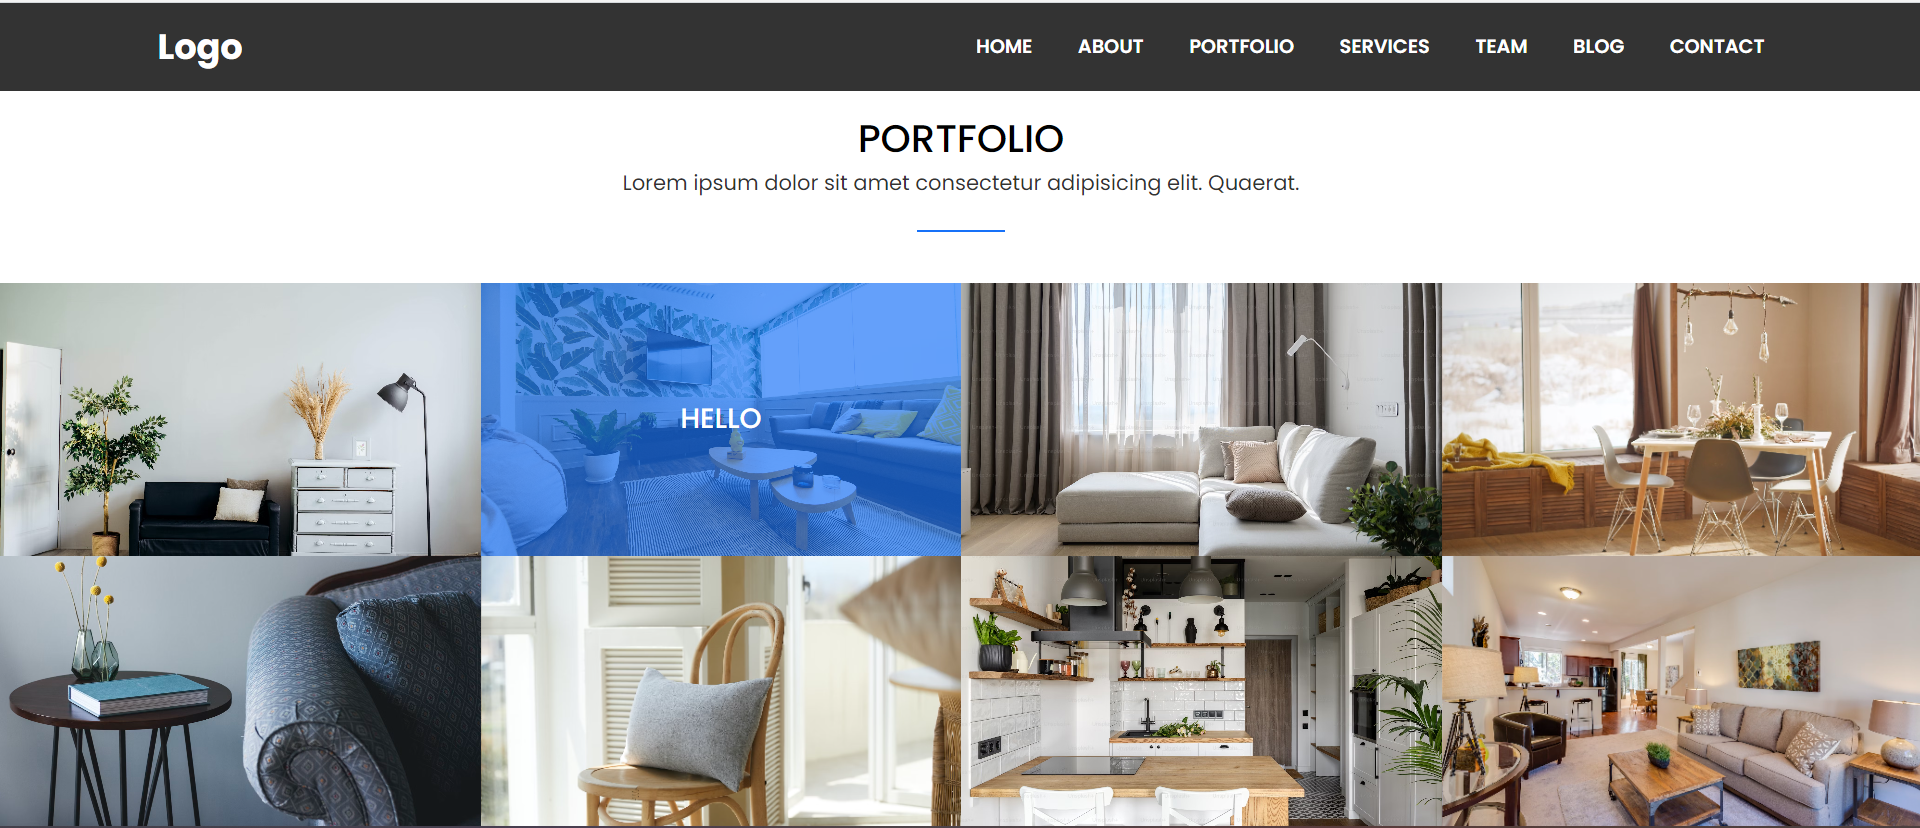 Logo
HOME ABOUT PORTFOLIO SERVICES TEAM BLOG CONTACT
PORTFOLIO
Lorem ipsum dolor sit amet consectetur adipisicing elit. Quaerat.
HELLO